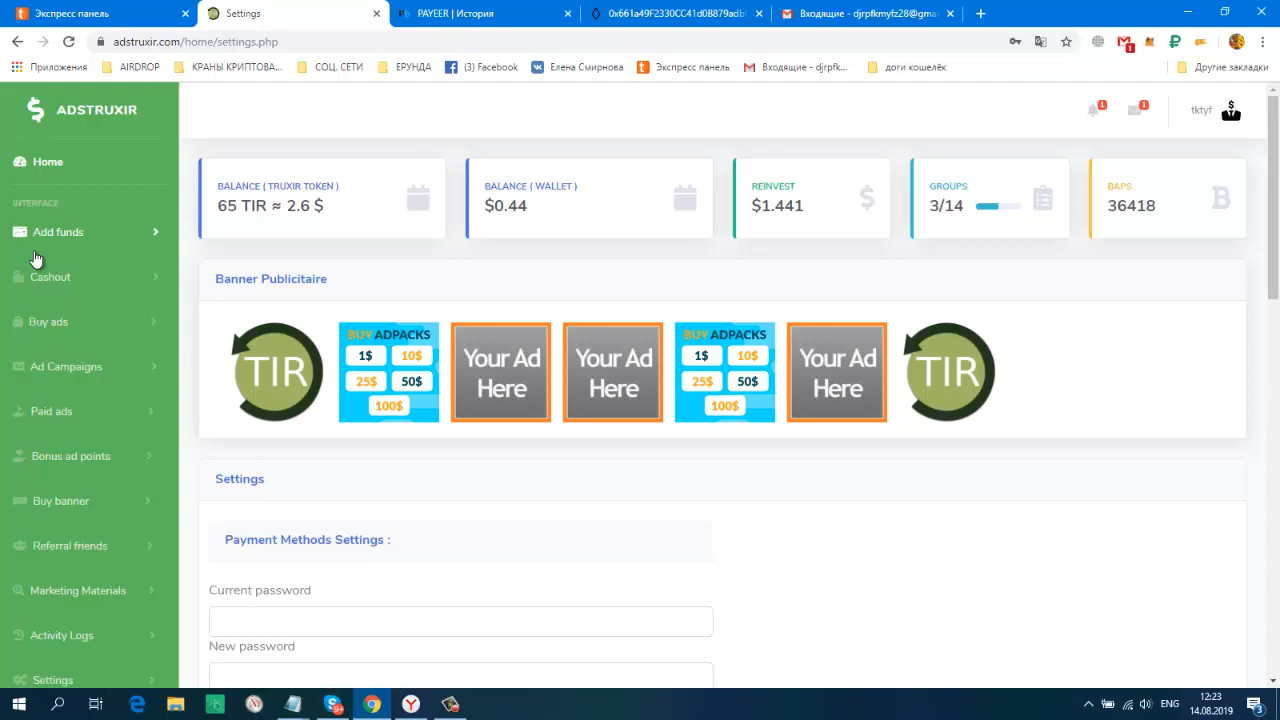 Экспресс панель
Settings
PAYEER | История
0x661a49F2330CC41d0B879adb
Входящие - djrpfkmyfz28@gma
adstruxir.com/home/settings.php
1
Приложения
AIRDROP
КРАНЫ КРИПТОВА...
СОЦ. СЕТИ
ЕРУНДА
(3) Facebook
Елена Смирнова
Экспресс панель
Входящие - djrpfk...
доги кошелёк
Другие закладки
ADSTRUXIR
1
1
tktyf
Home
INTERFACE
Add funds
Cashout
Buy ads
Ad Campaigns
Paid ads
Bonus ad points
Buy banner
Referral friends
Marketing Materials
Activity Logs
Settings
BALANCE ( TRUXIR TOKEN )
65 TIR ≈ 2.6 $
BALANCE ( WALLET )
$0.44
REINVEST
$1.441
GROUPS
3/14
BAPS
36418
Banner Publicitaire
TIR
BUY ADPACKS
1$ 10$
25$ 50$
100$
Your Ad
Here
Your Ad
Here
BUY ADPACKS
1$ 10$
25$ 50$
100$
Your Ad
Here
TIR
Settings
Payment Methods Settings :
Current password
New password
ENG
12:23
14.08.2019
3